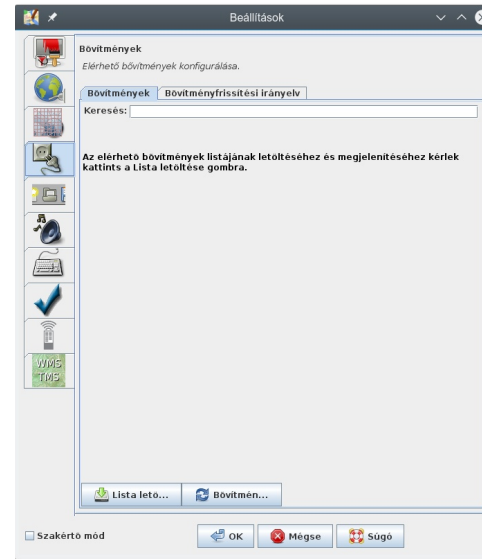 Beállítások
Bővítmények
Elérhető bővítmények konfigurálása.
Bővítmények Bővítményfrissítési irányelv
Keresés:
Az elérhető bővítmények listájának letöltéséhez és megjelenítéséhez kérlek
kattints a Lista letöltése gombra.
WMS
TMS
Lista letö... Bővítmén...
Szakértő mód OK Mégse Súgó